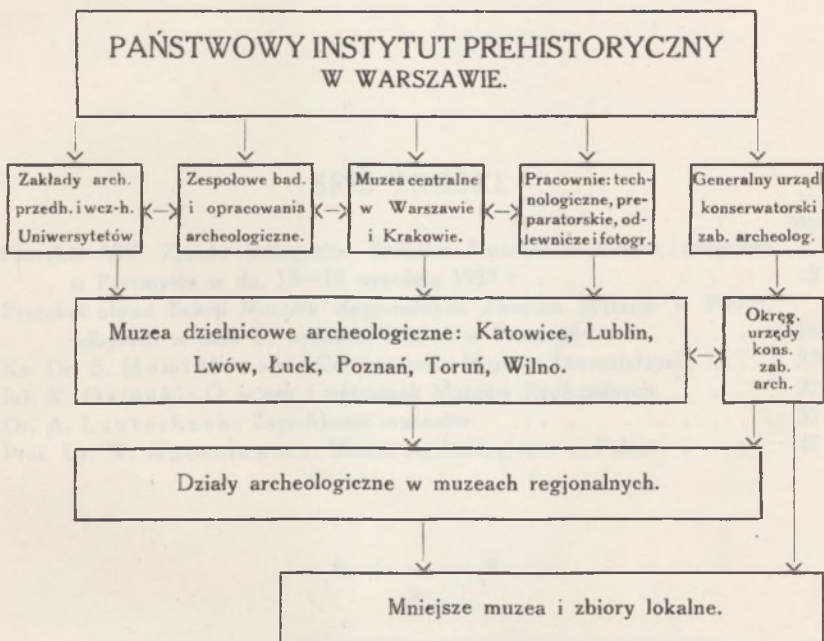 PAŃSTWOWY INSTYTUT PREHISTORYCZNY
W WARSZAWIE.
Zakłady arch.
przedh. i wcz-h.
Uniwersytetów
Zespołowe bad.
i opracowania
archeologiczne.
Muzea centralne
w Warszawie
i Krakowie.
Pracownie: tech-
nologiczne, pre-
paratorskie, od-
lewnicze i fotogr.
Generalny urząd
konserwatorski
zab. archeolog.
Muzea dzielnicowe archeologiczne: Katowice, Lublin,
Lwów, Łuck, Poznań, Toruń, Wilno.
Okręg.
urzędy
kons.
zab.
arch.
Działy archeologiczne w muzeach regjonalnych.
Mniejsze muzea i zbiory lokalne.